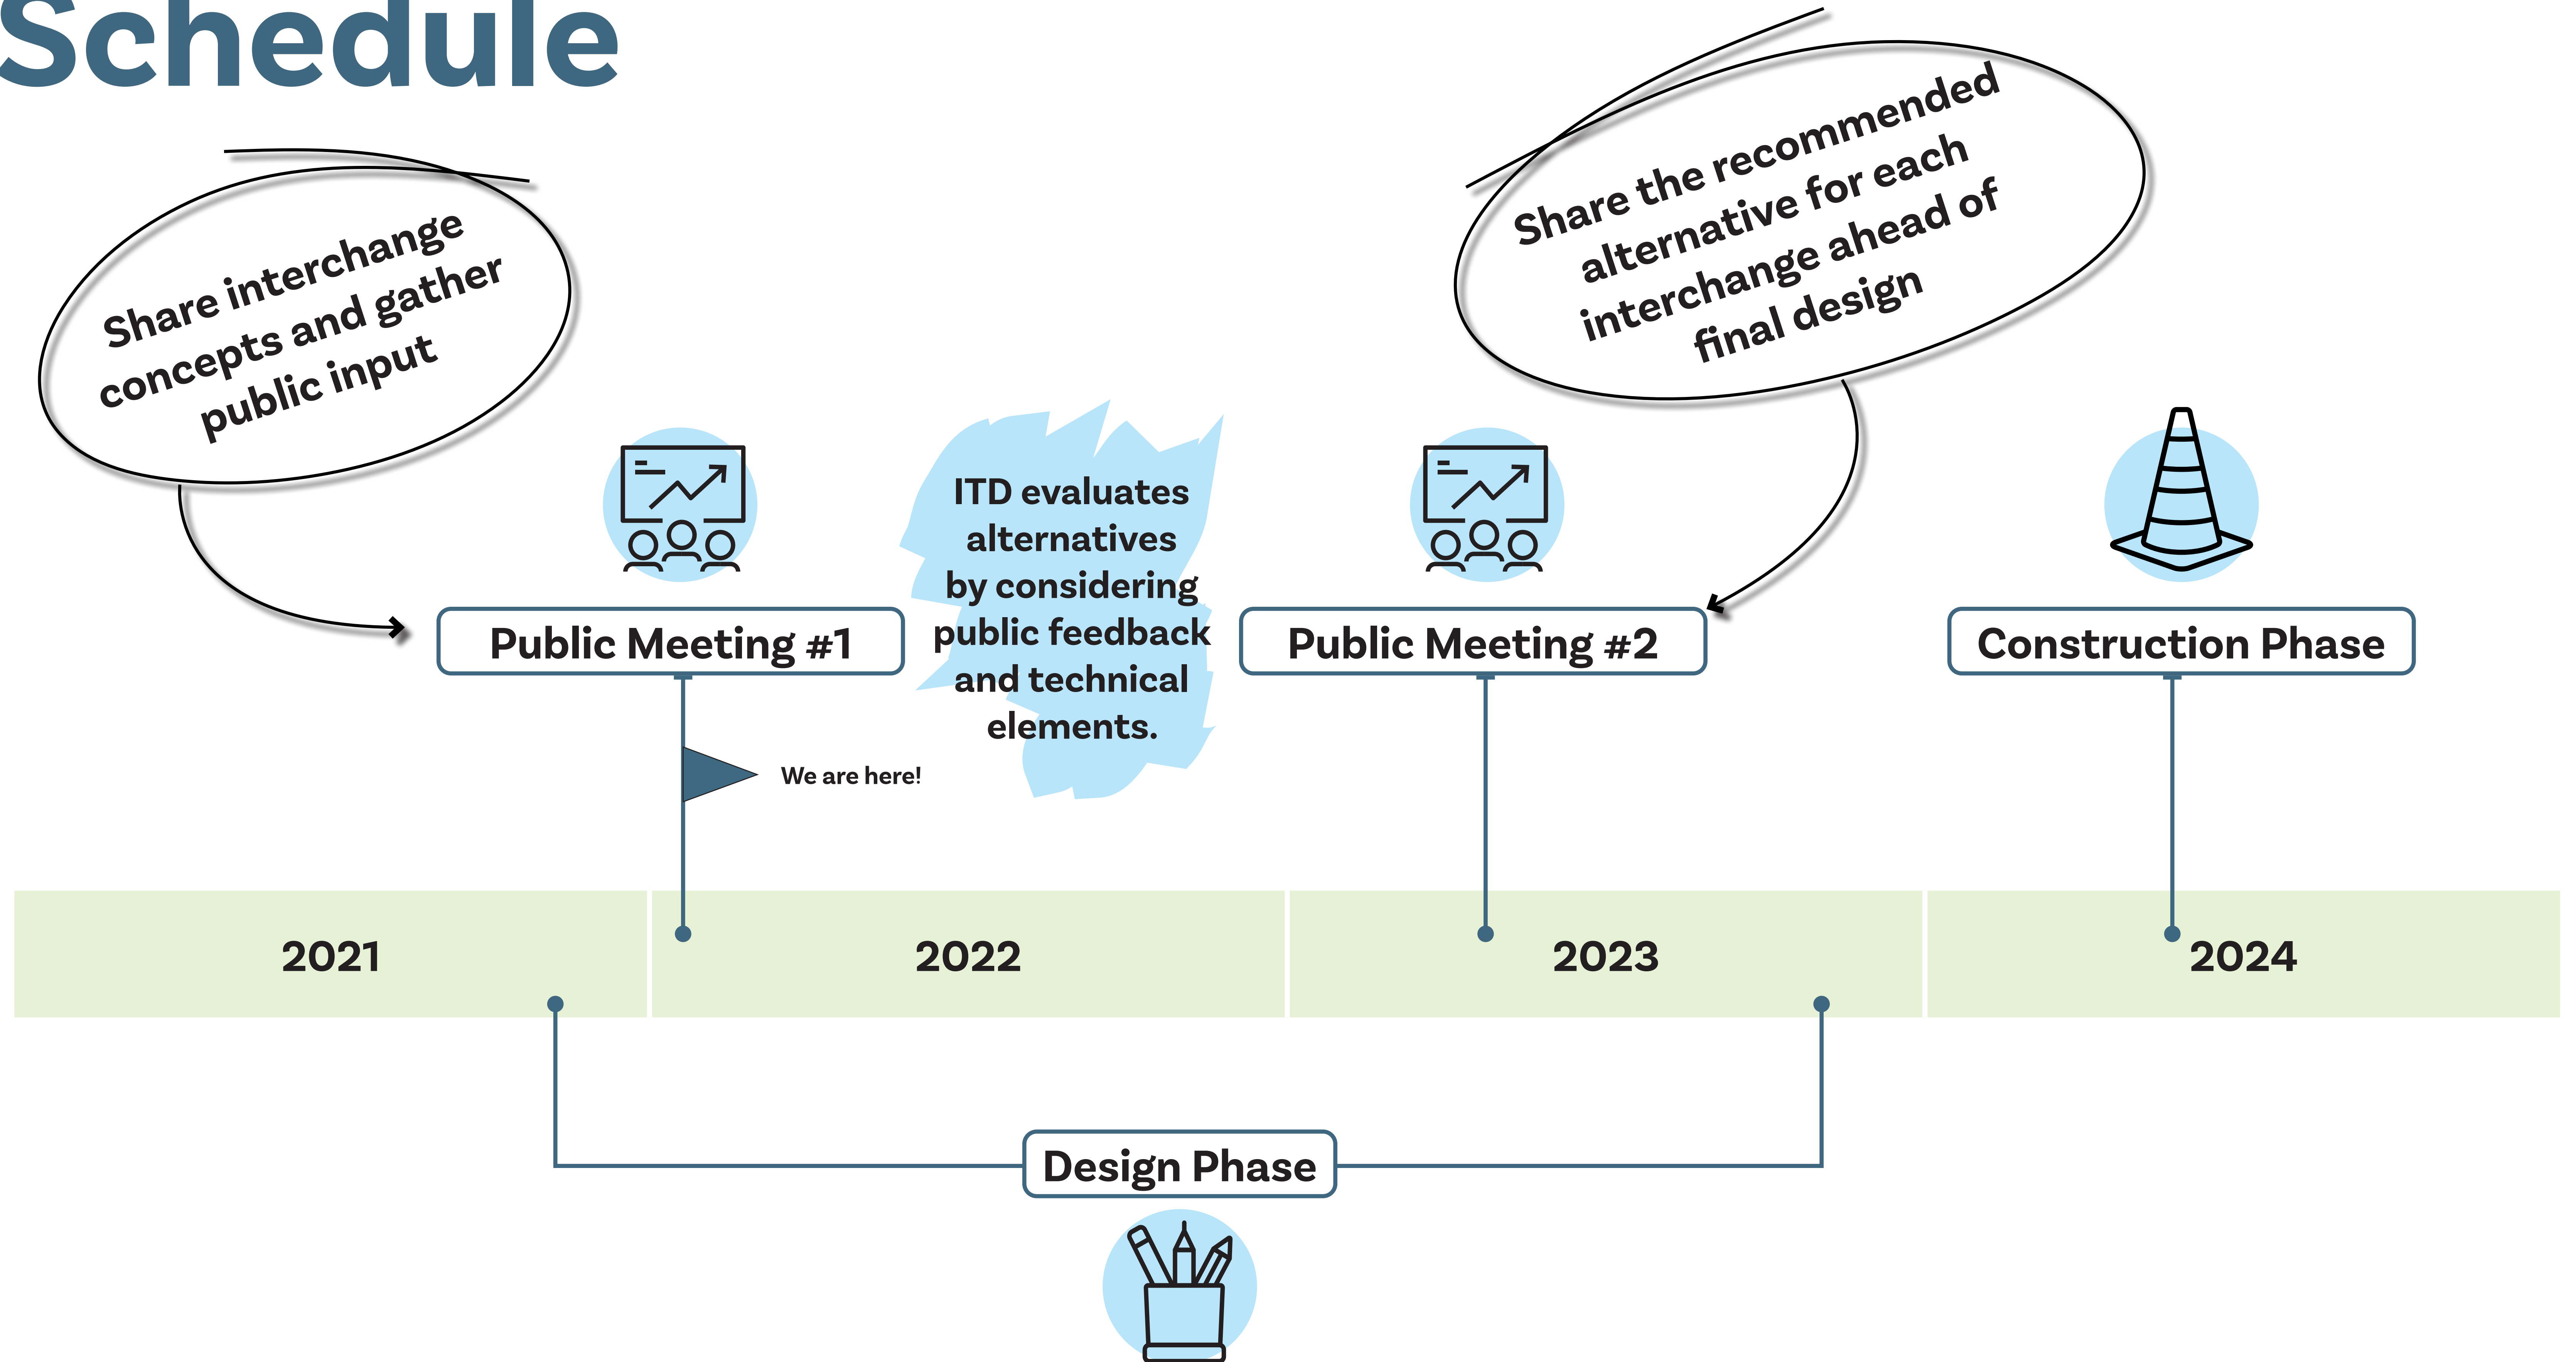 Schedule
Share interchange
concepts and gather
public input
Share the recommended
alternative for each
interchange ahead of
final design
ITD evaluates
alternatives
by considering
public feedback
and technical
elements.
Public Meeting #1
Public Meeting #2
Construction Phase
We are here!
2021
2022
2023
2024
Design Phase